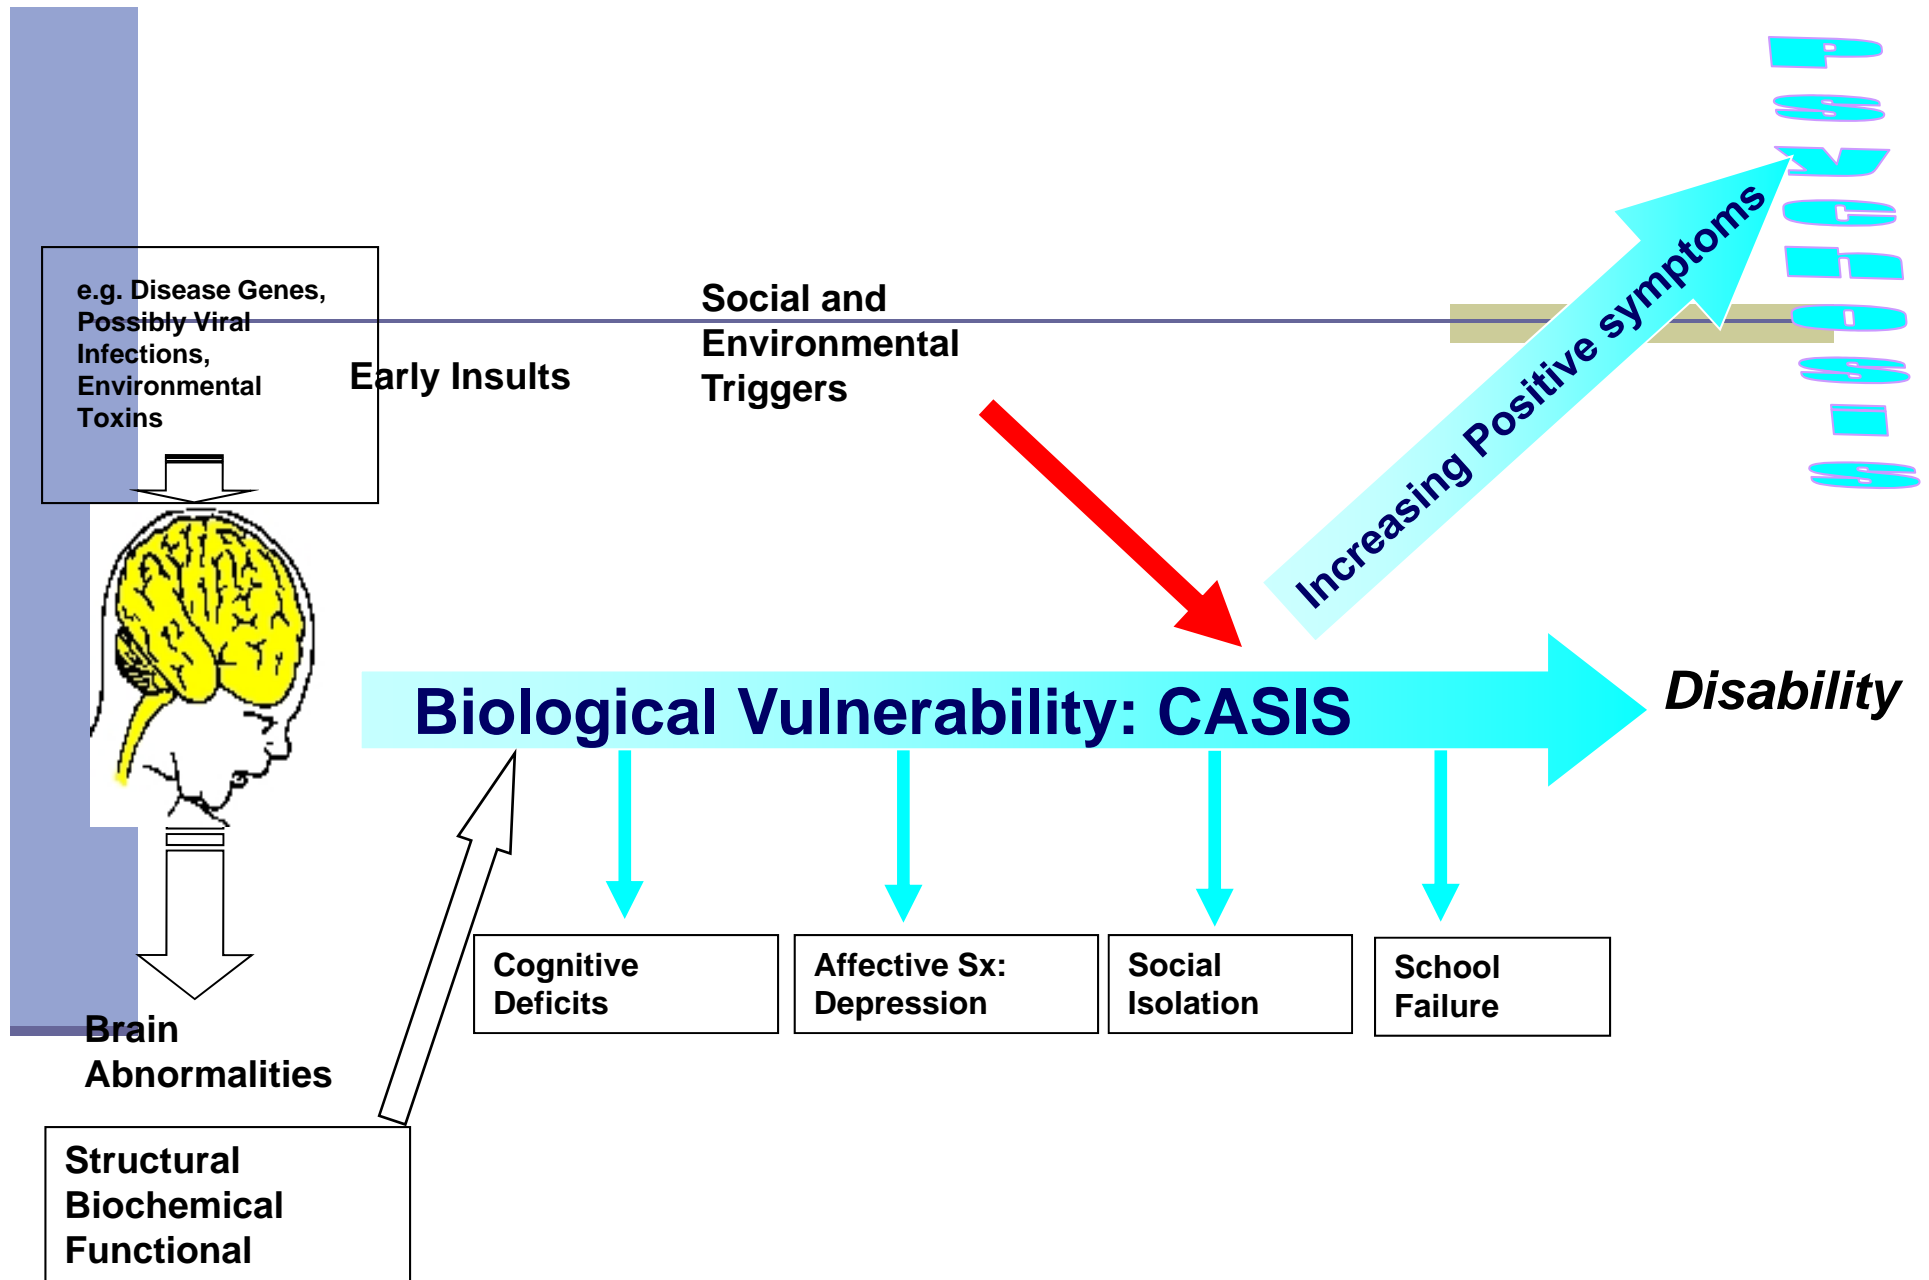 e.g. Disease Genes,
Possibly Viral
Infections,
Environmental
Toxins
Early Insults
Social and
Environmental
Triggers
Increasing Positive symptoms
PsychosIs
Biological Vulnerability: CASIS
Disability
Cognitive
Deficits
Affective Sx:
Depression
Social
Isolation
School
Failure
Brain
Abnormalities
Structural
Biochemical
Functional